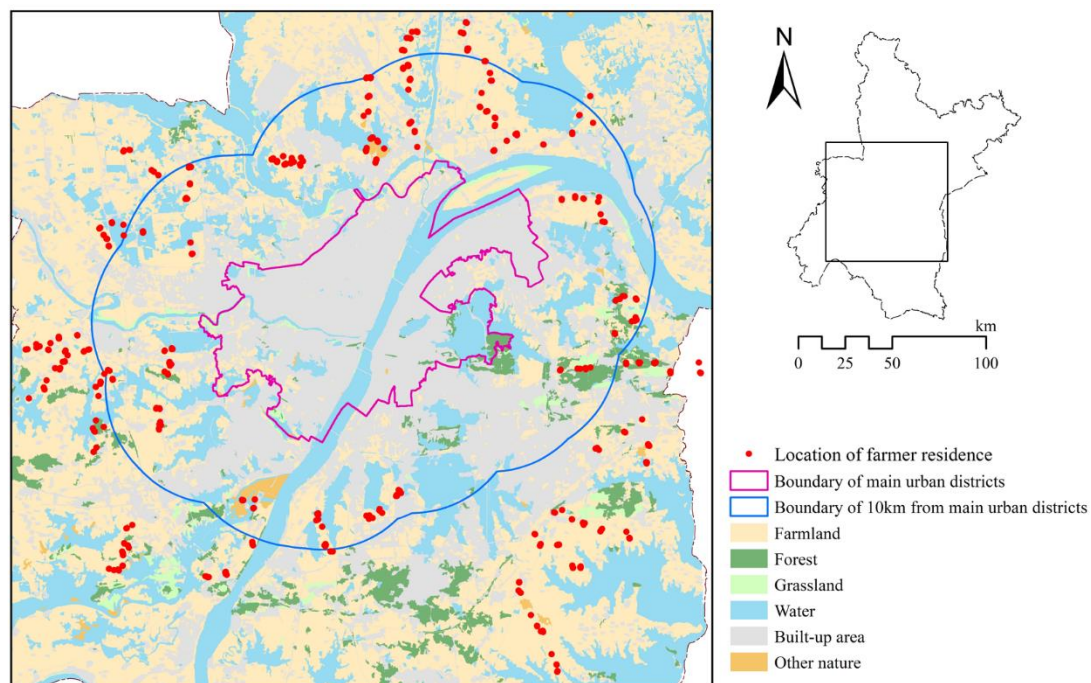 N
km
0 25 50 100
Location of farmer residence
Boundary of main urban districts
Boundary of 10km from main urban districts
Farmland
Forest
Grassland
Water
Built-up area
Other nature